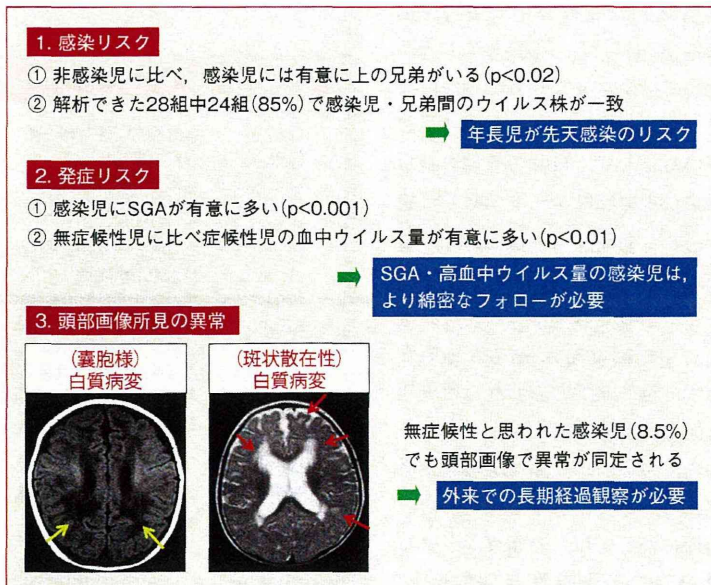 1. 感染リスク
① 非感染児に比べ，感染児には有意に上の兄弟がいる(p<0.02)
② 解析できた28組中24組(85%)で感染児・兄弟間のウイルス株が一致
年長児が先天感染のリスク
2. 発症リスク
① 感染児にSGAが有意に多い(p<0.001)
② 無症候性児に比べ症候性児の血中ウイルス量が有意に多い(p<0.01)
SGA・高血中ウイルス量の感染児は，
より綿密なフォローが必要
3. 頭部画像所見の異常
(嚢胞様)
白質病変
(斑状散在性)
白質病変
無症候性と思われた感染児(8.5%)
でも頭部画像で異常が同定される
外来での長期経過観察が必要